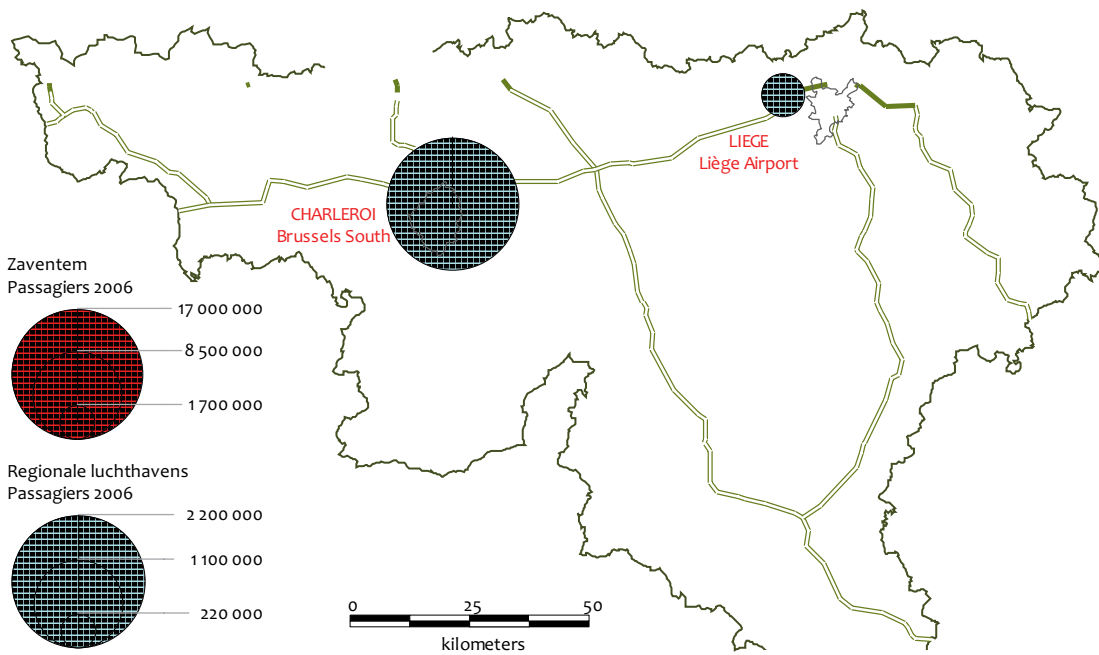 LIEGE
Liège Airport
CHARLEROI
Brussels South
Zaventem
Passagiers 2006
17 000 000
8 500 000
1 700 000
Regionale luchthavens
Passagiers 2006
2 200 000
1 100 000
220 000
0 25 50
kilometers